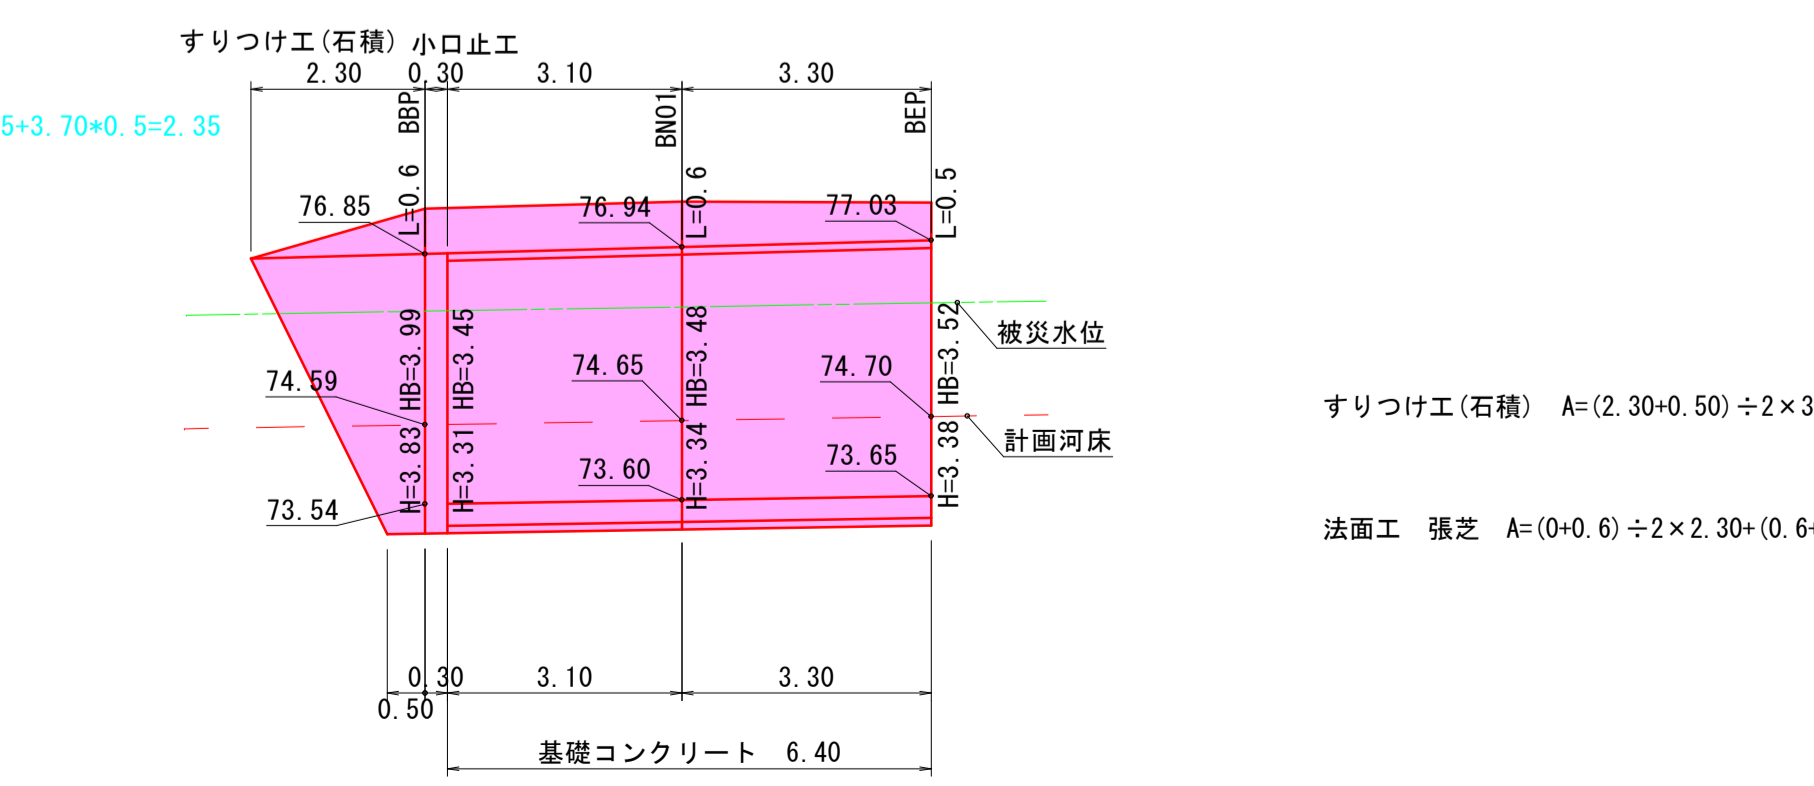 すりつけ工(石積) 小口止工
2.30 0.30 3.10 3.30
BBP
BNO1
BEP
5+3.70*0.5=2.35
L=0.6
L=0.6
L=0.5
76.85
76.94
77.03
被災水位
HB=3.99
HB=3.45
HB=3.48
HB=3.52
74.59
74.65
74.70
すりつけ工(石積) A=(2.30+0.50)÷2×3
計画河床
H=3.83
H=3.31
H=3.34
H=3.38
73.54
73.60
73.65
法面工 張芝 A=(0+0.6)÷2×2.30+(0.6+
0.30 3.10 3.30
0.50
基礎コンクリート 6.40